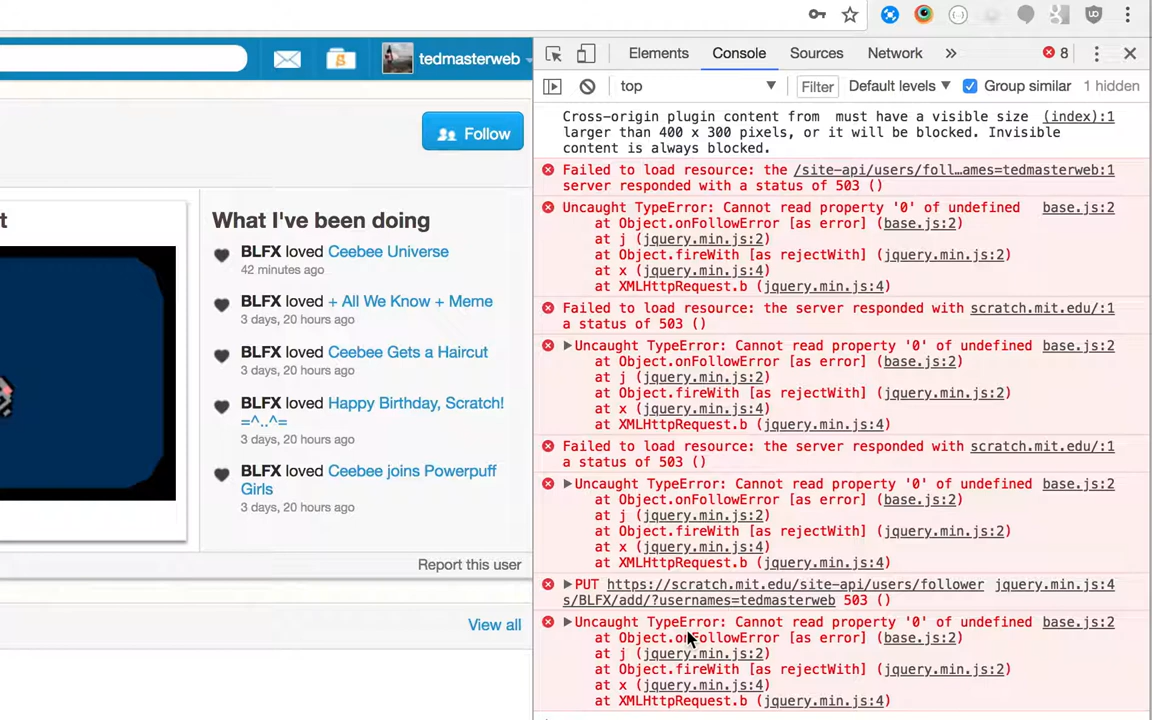 tedmasterweb
Follow
t
What I've been doing
BLFX loved Ceebee Universe
42 minutes ago
BLFX loved + All We Know + Meme
3 days, 20 hours ago
BLFX loved Ceebee Gets a Haircut
3 days, 20 hours ago
BLFX loved Happy Birthday, Scratch!
=^..^=
3 days, 20 hours ago
BLFX loved Ceebee joins Powerpuff
Girls
3 days, 20 hours ago
Report this user
View all
Elements Console Sources Network » 8
top Filter Default levels Group similar 1 hidden
Cross-origin plugin content from must have a visible size (index):1
larger than 400 x 300 pixels, or it will be blocked. Invisible
content is always blocked.
Failed to load resource: the /site-api/users/foll…ames=tedmasterweb:1
server responded with a status of 503 ()
Uncaught TypeError: Cannot read property '0' of undefined base.js:2
at Object.onFollowError [as error] (base.js:2)
at j (jquery.min.js:2)
at Object.fireWith [as rejectWith] (jquery.min.js:2)
at x (jquery.min.js:4)
at XMLHttpRequest.b (jquery.min.js:4)
Failed to load resource: the server responded with scratch.mit.edu/:1
a status of 503 ()
Uncaught TypeError: Cannot read property '0' of undefined base.js:2
at Object.onFollowError [as error] (base.js:2)
at j (jquery.min.js:2)
at Object.fireWith [as rejectWith] (jquery.min.js:2)
at x (jquery.min.js:4)
at XMLHttpRequest.b (jquery.min.js:4)
Failed to load resource: the server responded with scratch.mit.edu/:1
a status of 503 ()
Uncaught TypeError: Cannot read property '0' of undefined base.js:2
at Object.onFollowError [as error] (base.js:2)
at j (jquery.min.js:2)
at Object.fireWith [as rejectWith] (jquery.min.js:2)
at x (jquery.min.js:4)
at XMLHttpRequest.b (jquery.min.js:4)
PUT https://scratch.mit.edu/site-api/users/follower jquery.min.js:4
s/BLFX/add/?usernames=tedmasterweb 503 ()
Uncaught TypeError: Cannot read property '0' of undefined base.js:2
at Object.onFollowError [as error] (base.js:2)
at j (jquery.min.js:2)
at Object.fireWith [as rejectWith] (jquery.min.js:2)
at x (jquery.min.js:4)
at XMLHttpRequest.b (jquery.min.js:4)